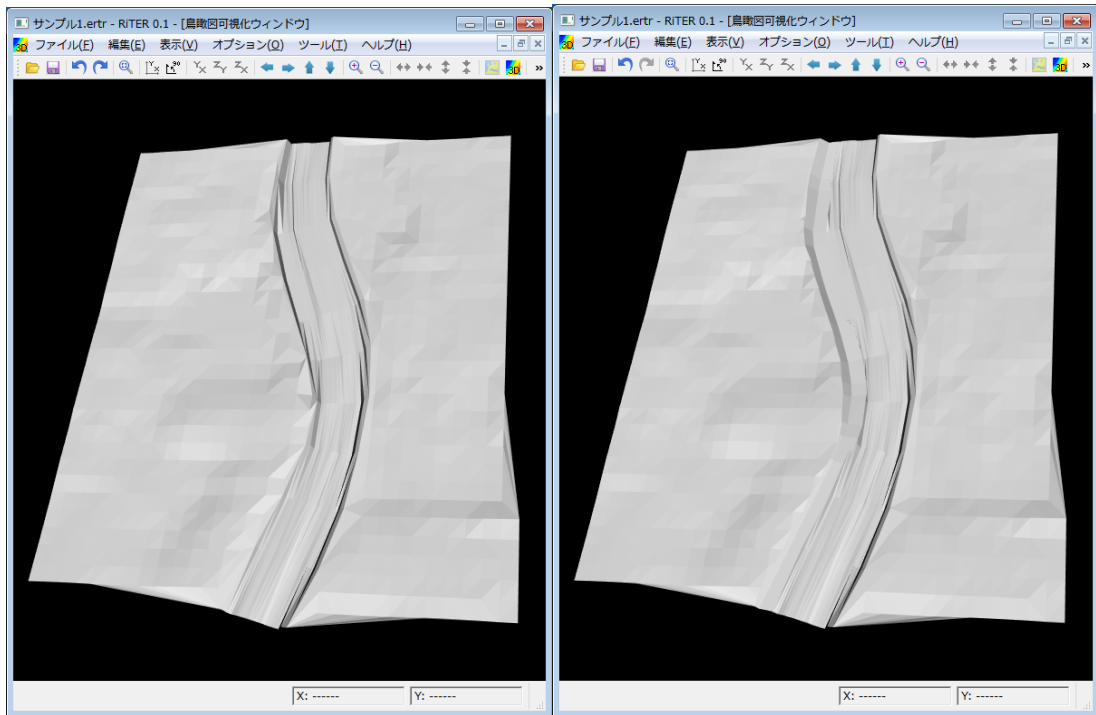 サンプル1.ertr - RiTER 0.1 - [鳥瞰図可視化ウィンドウ]
ファイル(F) 編集(E) 表示(V) オプション(O) ツール(T) ヘルプ(H)
X: ------ Y: ------
サンプル1.ertr - RiTER 0.1 - [鳥瞰図可視化ウィンドウ]
ファイル(F) 編集(E) 表示(V) オプション(O) ツール(T) ヘルプ(H)
X: ------ Y: ------